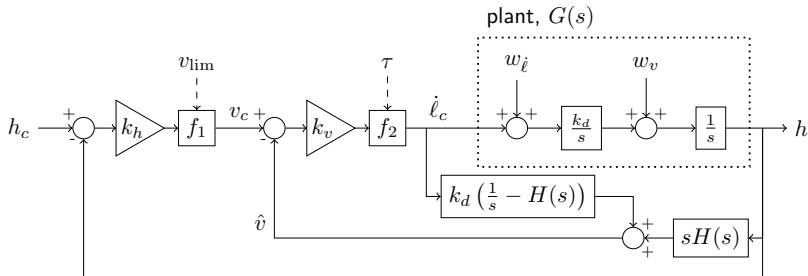 plant, G(s)
v_lim
τ
w_ℓ̇
w_v
h_c
+
-
k_h
f_1
v_c
+
-
k_v
f_2
ℓ̇_c
+
+
k_d/s
+
+
1/s
h
k_d (1/s − H(s))
v̂
+
+
sH(s)